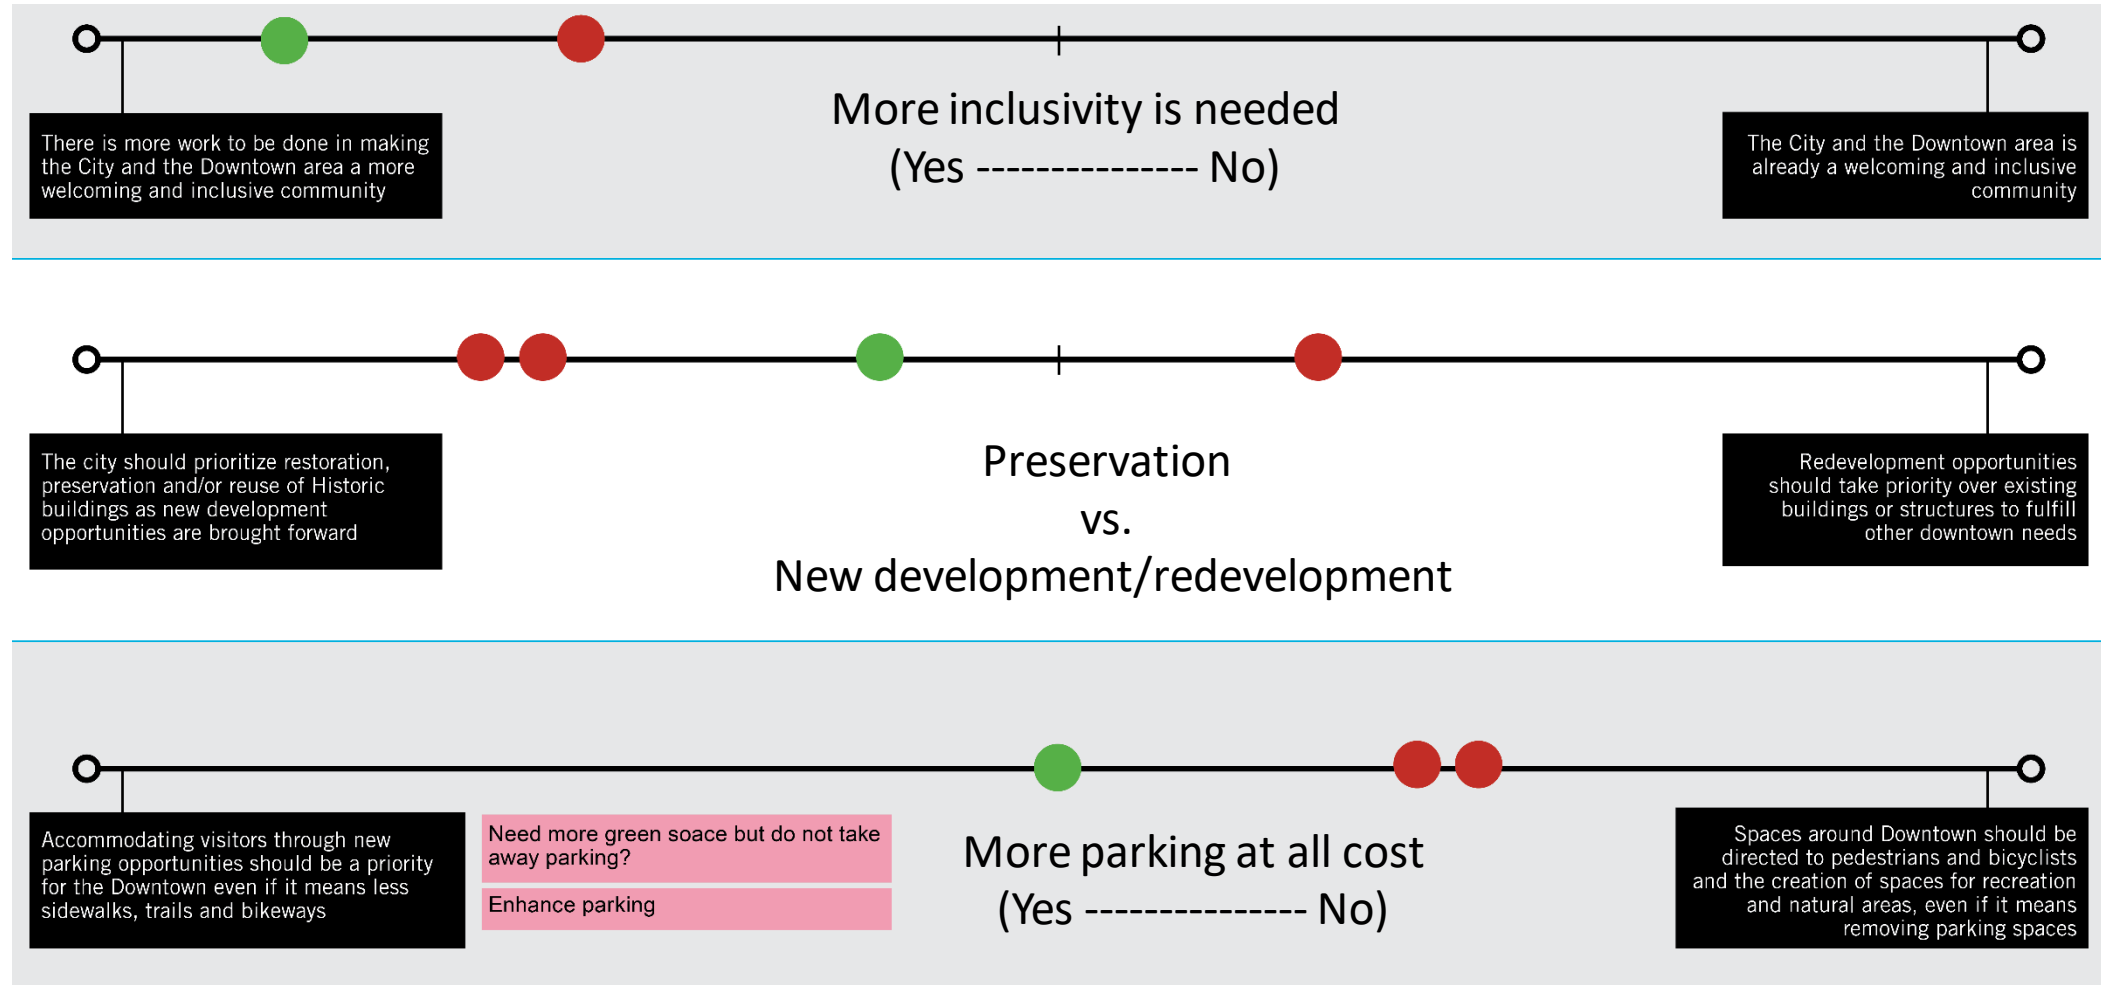 More inclusivity is needed
(Yes --------------- No)
There is more work to be done in making
the City and the Downtown area a more
welcoming and inclusive community
The City and the Downtown area is
already a welcoming and inclusive
community
The city should prioritize restoration,
preservation and/or reuse of Historic
buildings as new development
opportunities are brought forward
Preservation
vs.
New development/redevelopment
Redevelopment opportunities
should take priority over existing
buildings or structures to fulfill
other downtown needs
Accommodating visitors through new
parking opportunities should be a priority
for the Downtown even if it means less
sidewalks, trails and bikeways
Need more green soace but do not take
away parking?
Enhance parking
More parking at all cost
(Yes --------------- No)
Spaces around Downtown should be
directed to pedestrians and bicyclists
and the creation of spaces for recreation
and natural areas, even if it means
removing parking spaces